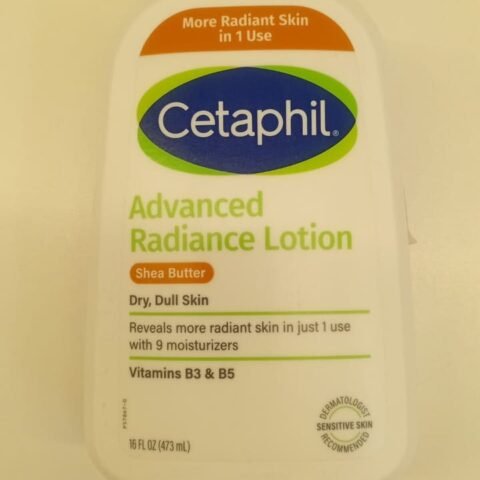 More Radiant Skin
in 1 Use
Cetaphil®
Advanced
Radiance Lotion
Shea Butter
Dry, Dull Skin
Reveals more radiant skin in just 1 use
with 9 moisturizers
Vitamins B3 & B5
DERMATOLOGIST
SENSITIVE SKIN
RECOMMENDED
16 FL OZ (473 mL)